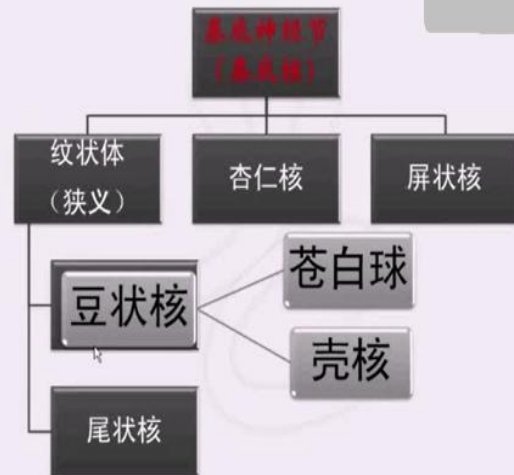 基底神经节
（基底核）
纹状体
（狭义）
杏仁核
屏状核
豆状核
苍白球
壳核
尾状核